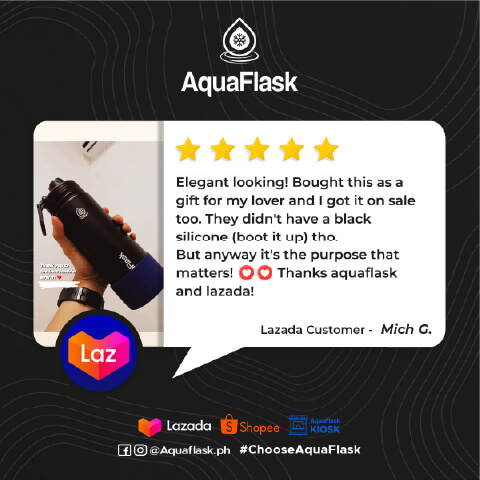 AquaFlask
Elegant looking! Bought this as a
gift for my lover and I got it on sale
too. They didn't have a black
silicone (boot it up) tho.
But anyway it's the purpose that
matters! Thanks aquaflask
and lazada!
Lazada Customer - Mich G.
AquaFlask
Laz
Lazada Shopee AquaFlask KIOSK
@Aquaflask.ph #ChooseAquaFlask